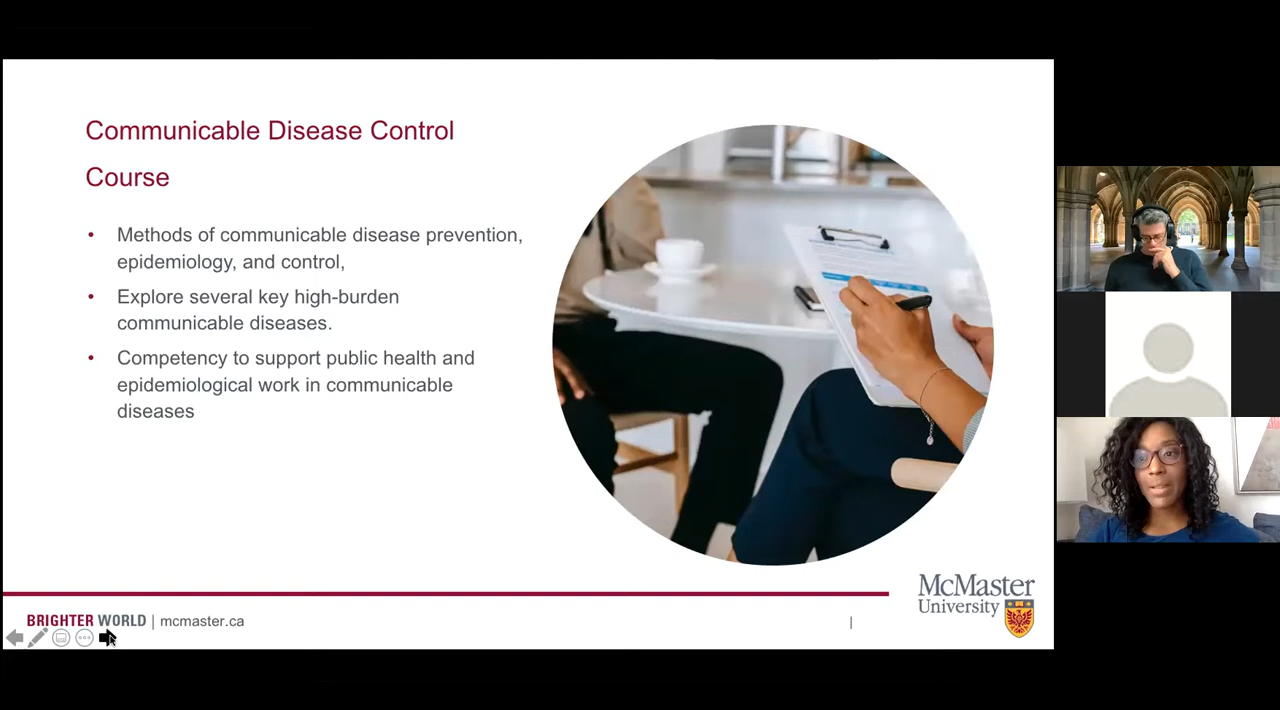 Communicable Disease Control
Course
• Methods of communicable disease prevention,
epidemiology, and control,
• Explore several key high-burden
communicable diseases.
• Competency to support public health and
epidemiological work in communicable
diseases
BRIGHTER WORLD | mcmaster.ca
|
McMaster
University